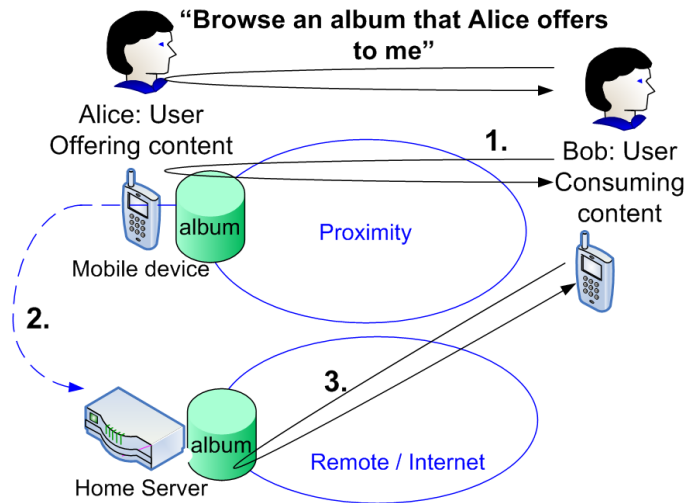 “Browse an album that Alice offers
to me”
Alice: User
Offering content
1.
Bob: User
Consuming
content
album
Proximity
Mobile device
2.
3.
album
Remote / Internet
Home Server